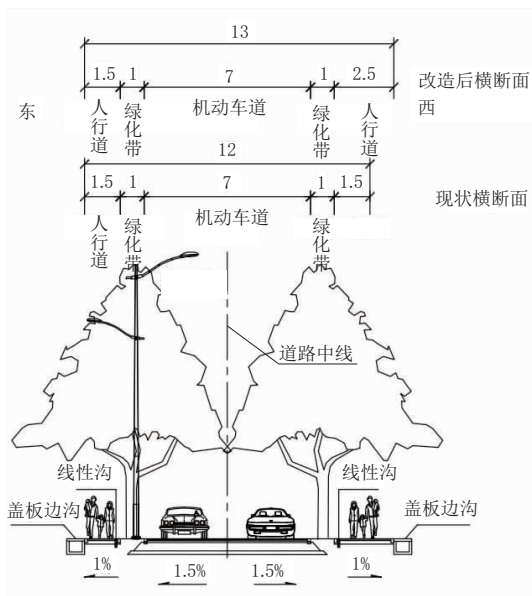 13
1.5 1 7 1 2.5
改造后横断面
东
西
人行道 绿化带 机动车道 绿化带 人行道
12
1.5 1 7 1 1.5
现状横断面
人行道 绿化带 机动车道 绿化带
道路中线
线性沟 线性沟
盖板边沟 盖板边沟
1% 1.5% 1.5% 1%